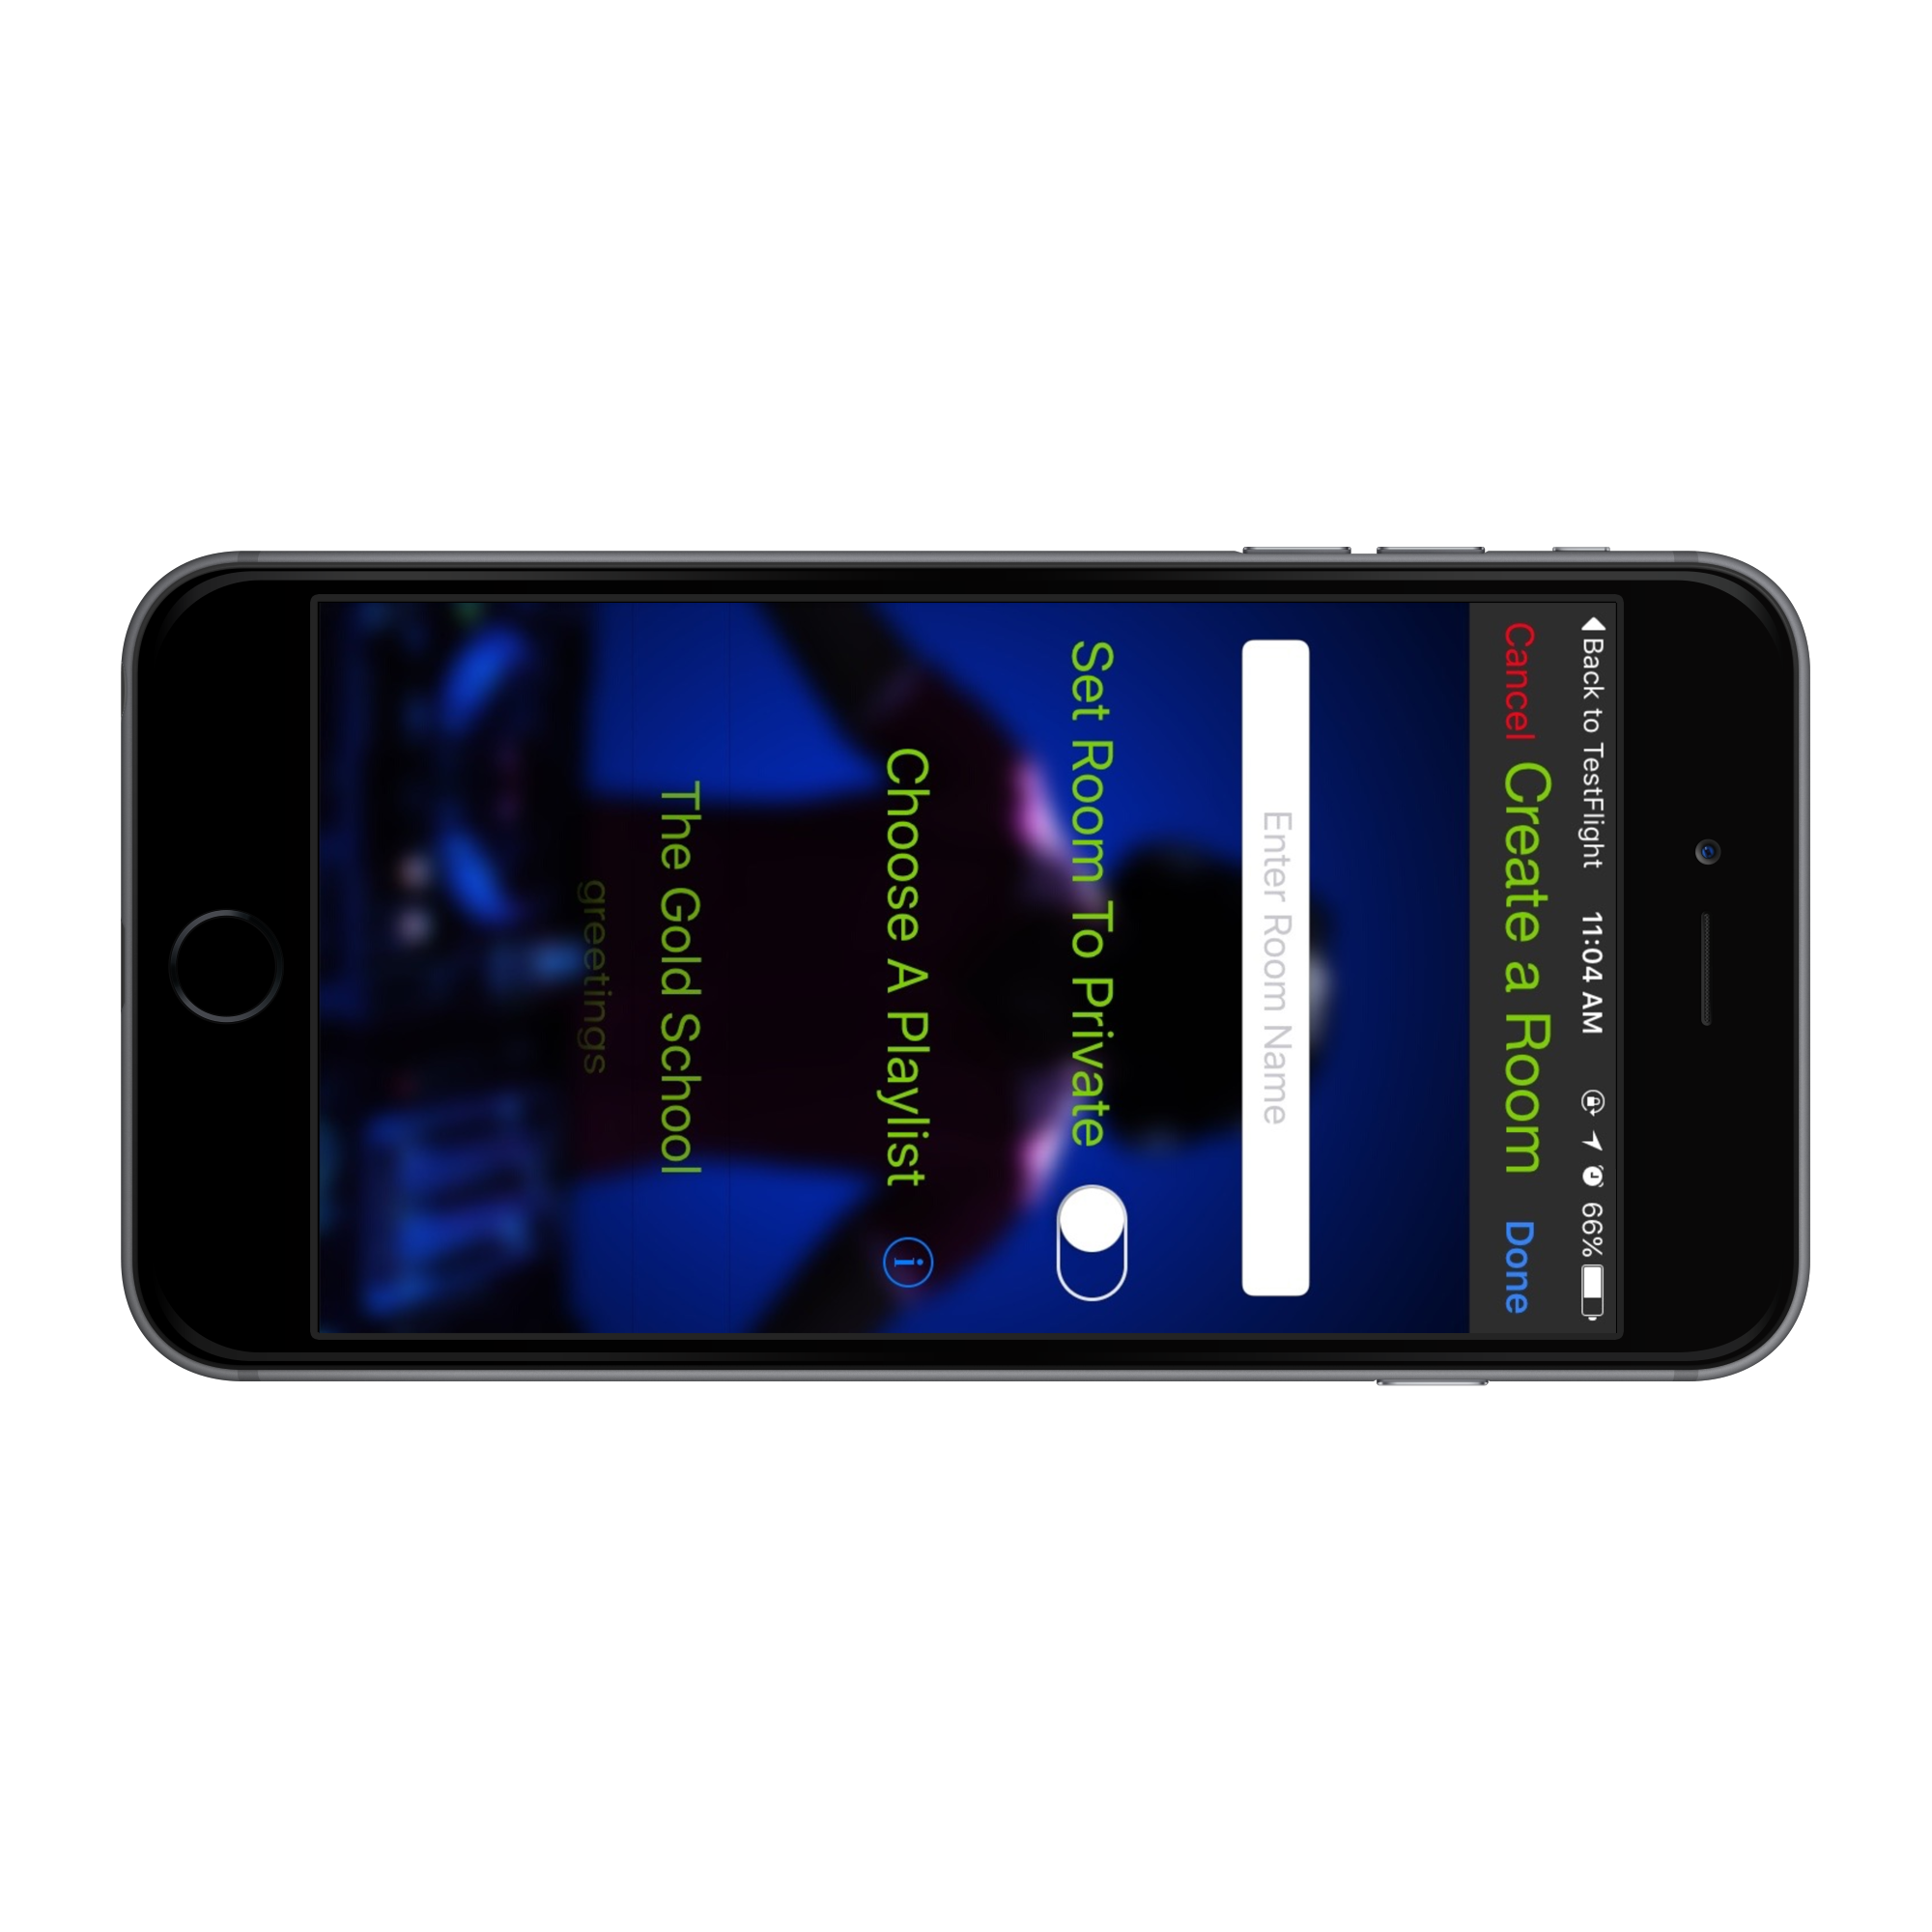 Back to TestFlight 11:04 AM 66%
Cancel Create a Room Done
Enter Room Name
Set Room To Private
Choose A Playlist
The Gold School
greetings